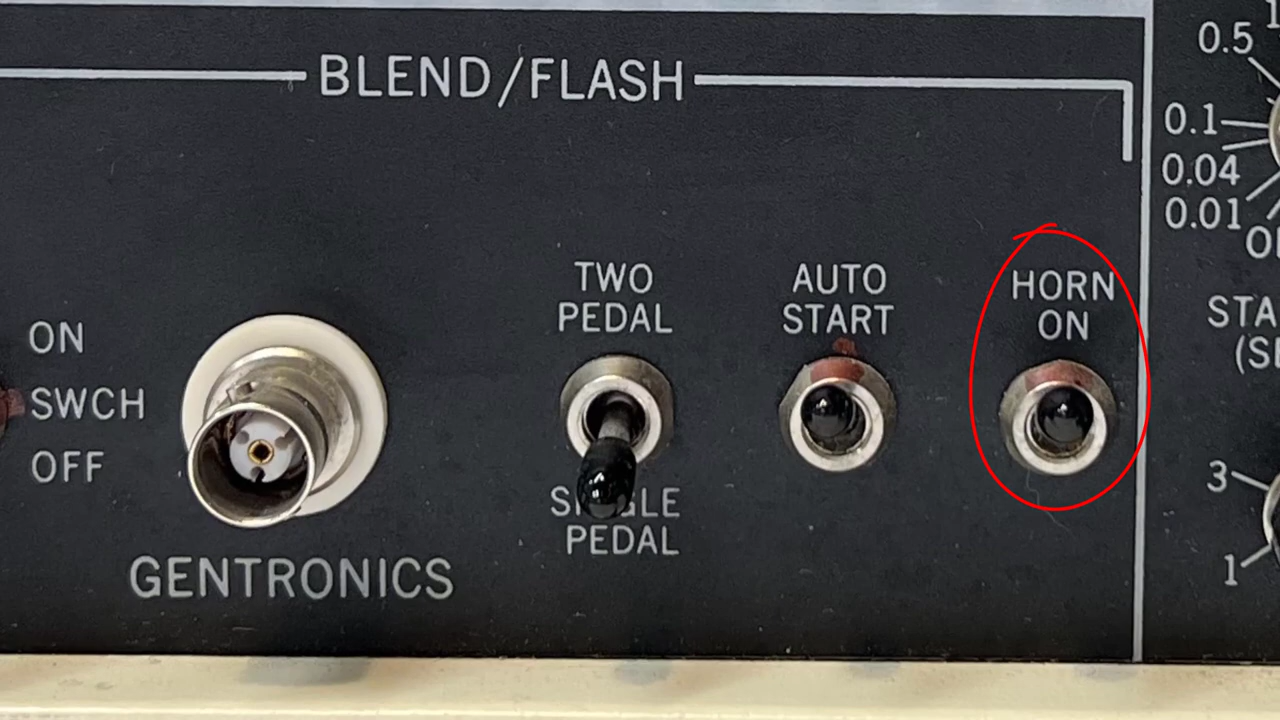 BLEND/FLASH
0.5
0.1
0.04
0.01
TWO
PEDAL
AUTO
START
HORN
ON
ON
SWCH
OFF
SINGLE
PEDAL
GENTRONICS
3
1